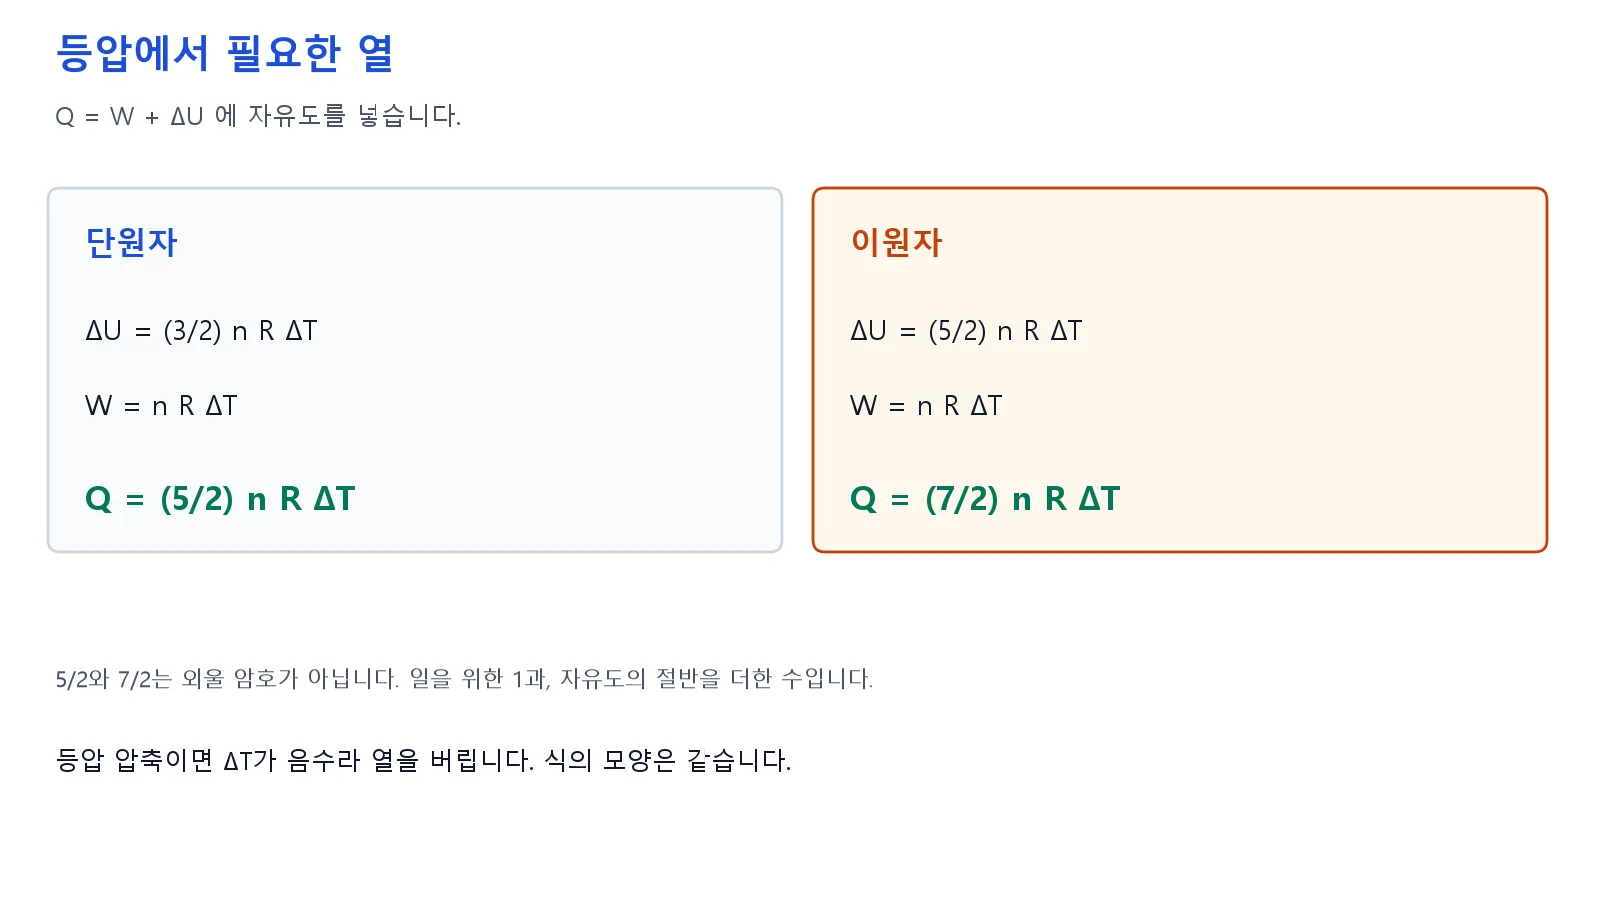 등압에서 필요한 열
Q = W + ΔU 에 자유도를 넣습니다.
단원자
ΔU = (3/2) n R ΔT
W = n R ΔT
Q = (5/2) n R ΔT
이원자
ΔU = (5/2) n R ΔT
W = n R ΔT
Q = (7/2) n R ΔT
5/2와 7/2는 외울 암호가 아닙니다. 일을 위한 1과, 자유도의 절반을 더한 수입니다.
등압 압축이면 ΔT가 음수라 열을 버립니다. 식의 모양은 같습니다.